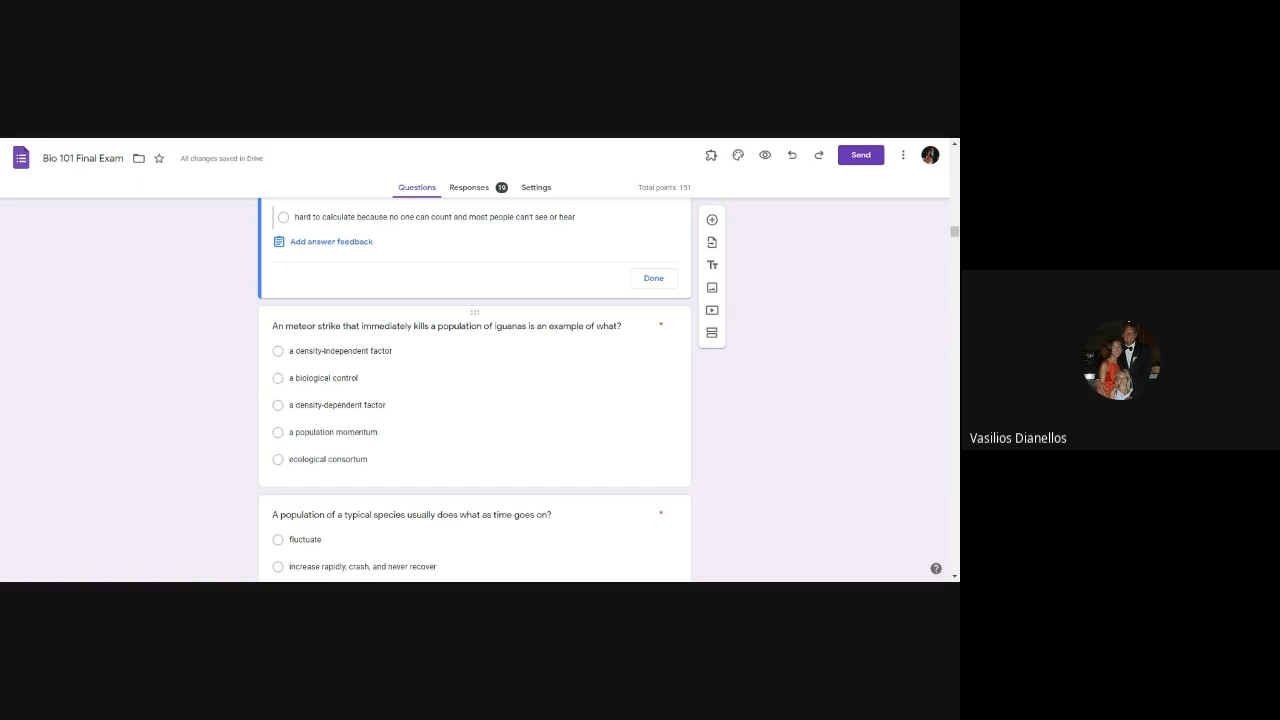 Bio 101 Final Exam
All changes saved in Drive
Send
Questions
Responses 19
Settings
Total points: 151
hard to calculate because no one can count and most people can't see or hear
Add answer feedback
Done
An meteor strike that immediately kills a population of iguanas is an example of what? *
a density-independent factor
a biological control
a density-dependent factor
a population momentum
ecological consortum
A population of a typical species usually does what as time goes on? *
fluctuate
increase rapidly, crash, and never recover
Tт
Vasilios Dianellos